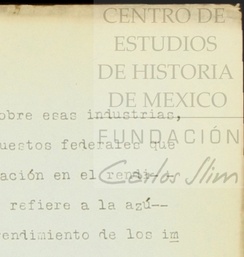 CENTRO DE
ESTUDIOS
DE HISTORIA
DE MEXICO
obre esas industrias,
FUNDACIÓN
uestos federales que
ación en el rendi--
Carlos Slim
refiere a la agú--
endimiento de los im